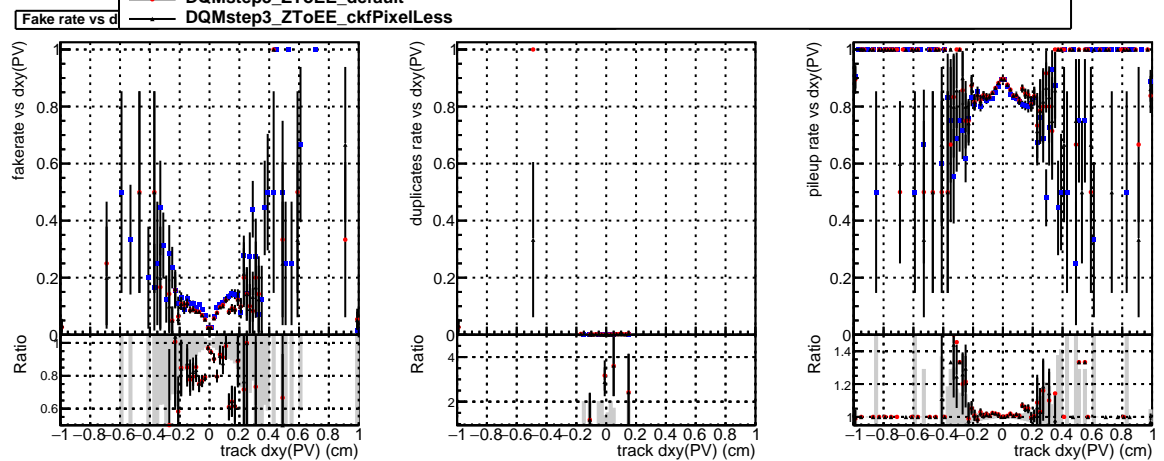 DQMstep3_ZToEE_default
DQMstep3_ZToEE_ckfPixelLess
Fake rate vs d
fakerate vs dxy(PV)
1
0.8
0.6
0.4
0.2
0
Ratio
1
0.8
0.6
−1 −0.8 −0.6 −0.4 −0.2 0 0.2 0.4 0.6 0.8 1
track dxy(PV) (cm)
duplicates rate vs dxy(PV)
1
0.8
0.6
0.4
0.2
0
Ratio
4
2
−1 −0.8 −0.6 −0.4 −0.2 0 0.2 0.4 0.6 0.8 1
track dxy(PV) (cm)
pileup rate vs dxy(PV)
1
0.8
0.6
0.4
0.2
0
Ratio
1.4
1.2
1
−1 −0.8 −0.6 −0.4 −0.2 0 0.2 0.4 0.6 0.8 1
track dxy(PV) (cm)